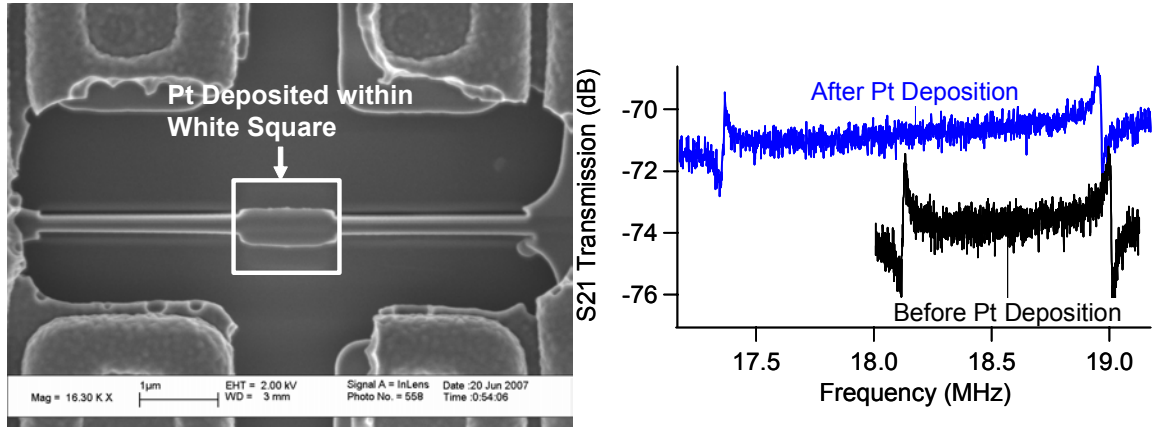 Pt Deposited within
White Square
1µm
Mag = 16.30 K X
EHT = 2.00 kV
WD = 3 mm
Signal A = InLens
Photo No. = 558
Date :20 Jun 2007
Time :0:54:06
S21 Transmission (dB)
-70
-72
-74
-76
After Pt Deposition
Before Pt Deposition
17.5
18.0
18.5
19.0
Frequency (MHz)